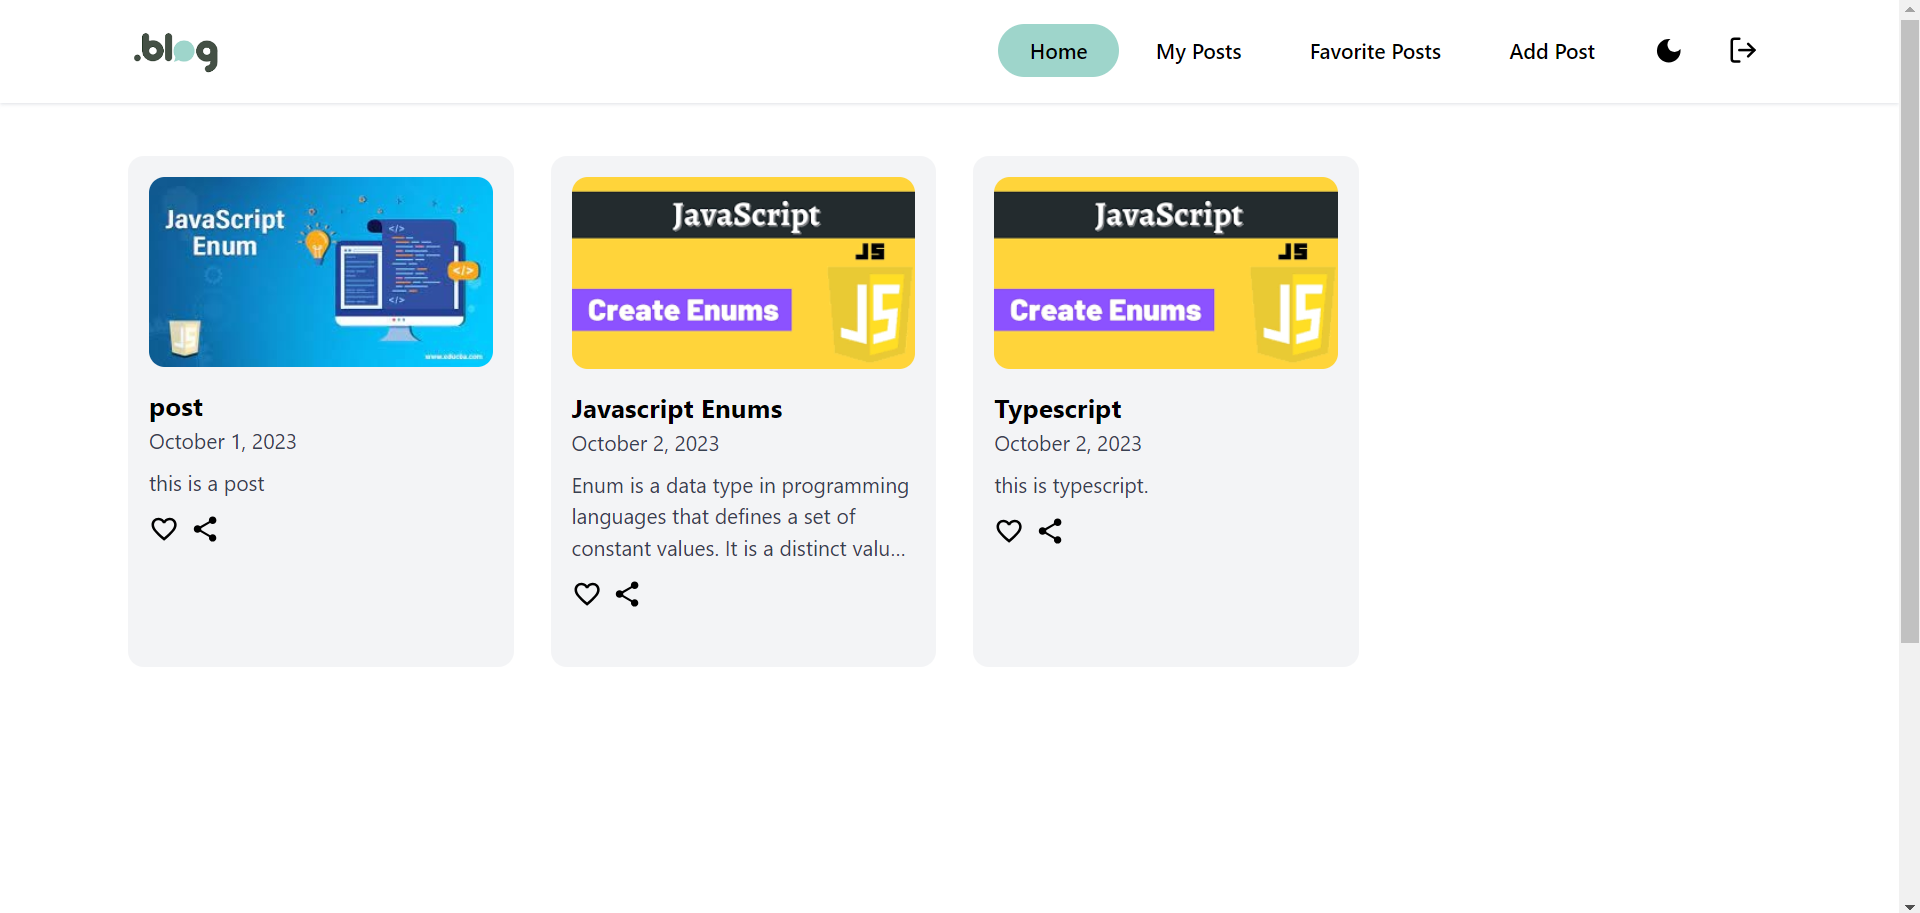 .blog
Home
My Posts
Favorite Posts
Add Post
JavaScript
Enum
</>
</>
</>
www.educba.com
post
October 1, 2023
this is a post
JavaScript
JS
Create Enums
JS
Javascript Enums
October 2, 2023
Enum is a data type in programming
languages that defines a set of
constant values. It is a distinct valu...
JavaScript
JS
Create Enums
JS
Typescript
October 2, 2023
this is typescript.